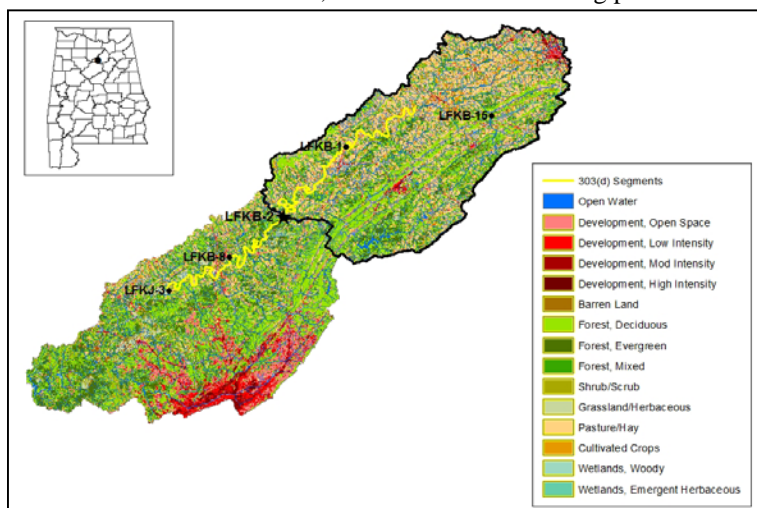 LFKB-15
LFKB-1
LFKB-2
LFKB-8
LFKJ-3
303(d) Segments
Open Water
Development, Open Space
Development, Low Intensity
Development, Mod Intensity
Development, High Intensity
Barren Land
Forest, Deciduous
Forest, Evergreen
Forest, Mixed
Shrub/Scrub
Grassland/Herbaceous
Pasture/Hay
Cultivated Crops
Wetlands, Woody
Wetlands, Emergent Herbaceous